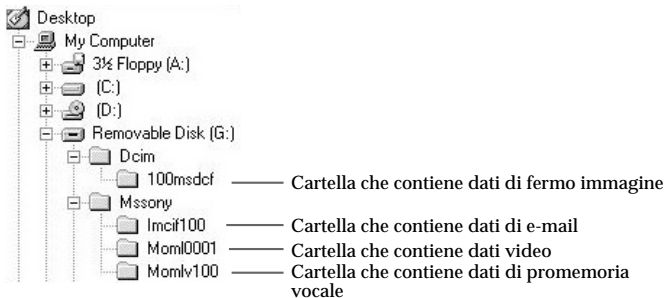 Desktop
My Computer
3½ Floppy (A:)
(C:)
(D:)
Removable Disk (G:)
Dcim
100msdcf
Cartella che contiene dati di fermo immagine
Mssony
Imcif100
Cartella che contiene dati di e-mail
Moml0001
Cartella che contiene dati video
Momlv100
Cartella che contiene dati di promemoria
vocale